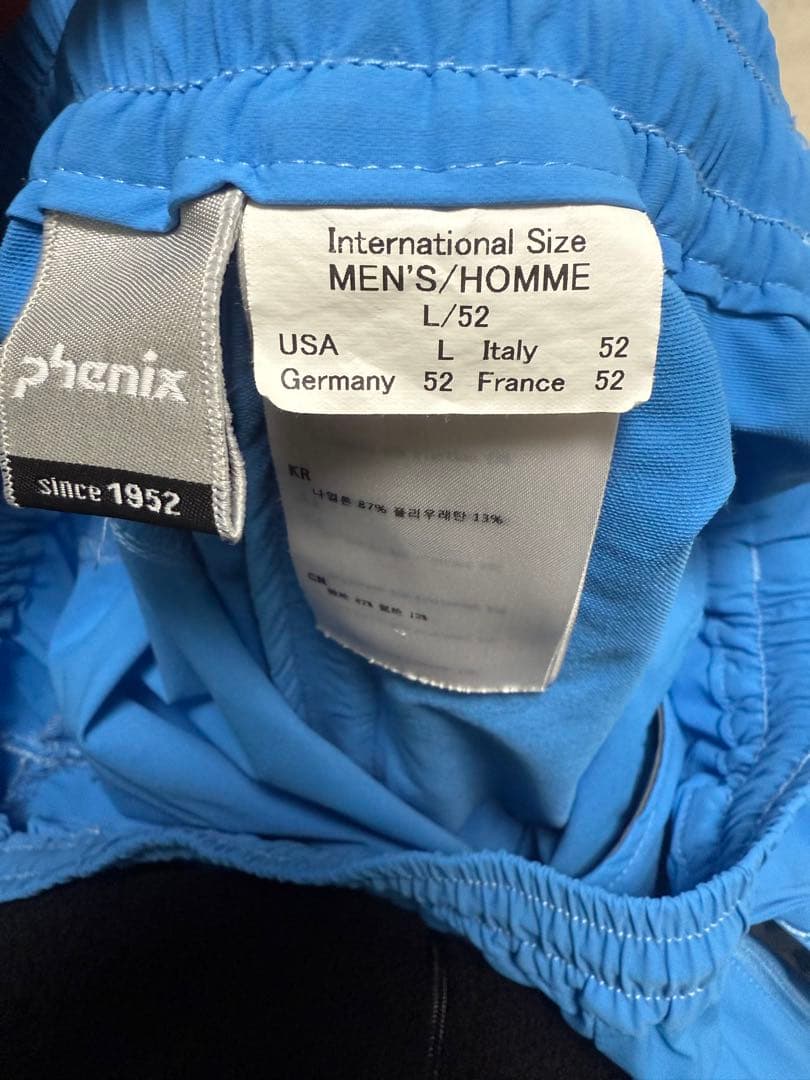 phenix
since 1952
International Size
MEN'S/HOMME
L/52
USA L Italy 52
Germany 52 France 52
KR
나일론 87% 폴리우레탄 13%
CN